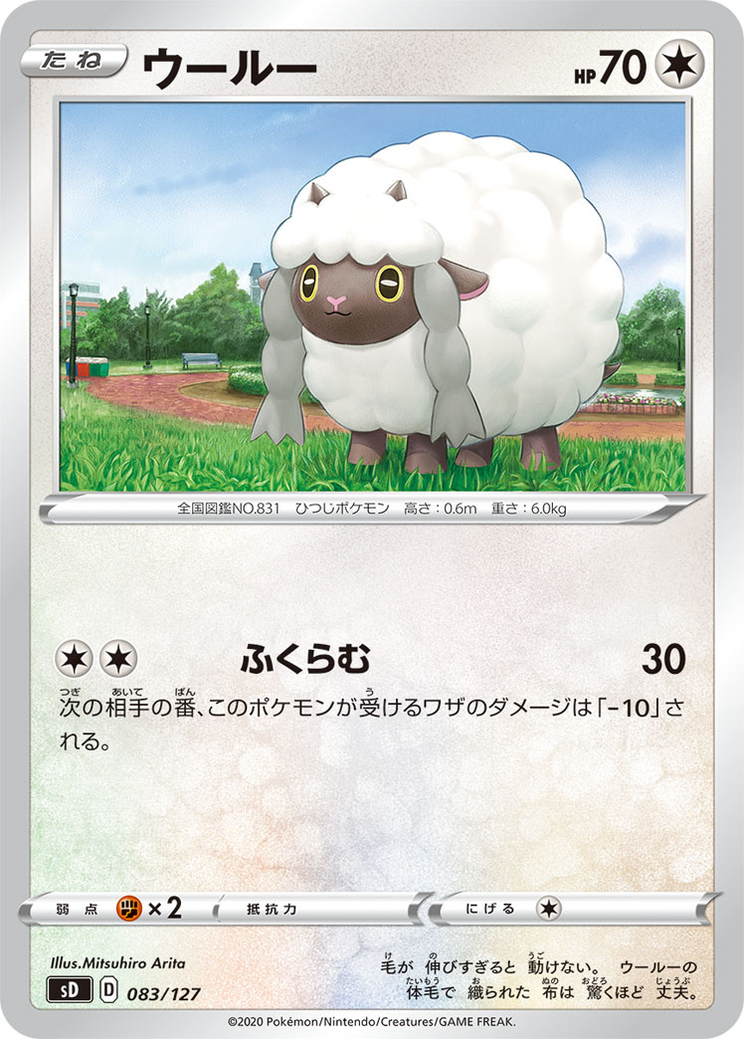 たね ウールー HP70
全国図鑑NO.831 ひつじポケモン 高さ:0.6m 重さ:6.0kg
ふくらむ 30
次の相手の番、このポケモンが受けるワザのダメージは「-10」さ
れる。
弱点 ×2 抵抗力 にげる
Illus.Mitsuhiro Arita
毛が 伸びすぎると 動けない。 ウールーの
体毛で 織られた 布は 驚くほど 丈夫。
sD D 083/127
©2020 Pokémon/Nintendo/Creatures/GAME FREAK.